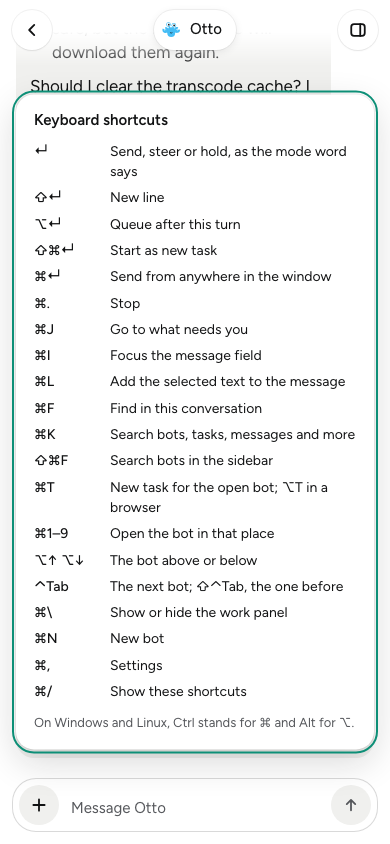 Otto
download them again.
Should I clear the transcode cache? I
Keyboard shortcuts
↵ Send, steer or hold, as the mode word
says
⇧↵ New line
⌥↵ Queue after this turn
⇧⌘↵ Start as new task
⌘↵ Send from anywhere in the window
⌘. Stop
⌘J Go to what needs you
⌘I Focus the message field
⌘L Add the selected text to the message
⌘F Find in this conversation
⌘K Search bots, tasks, messages and more
⇧⌘F Search bots in the sidebar
⌘T New task for the open bot; ⌥T in a
browser
⌘1–9 Open the bot in that place
⌥↑ ⌥↓ The bot above or below
^Tab The next bot; ⇧^Tab, the one before
⌘\ Show or hide the work panel
⌘N New bot
⌘, Settings
⌘/ Show these shortcuts
On Windows and Linux, Ctrl stands for ⌘ and Alt for ⌥.
Message Otto